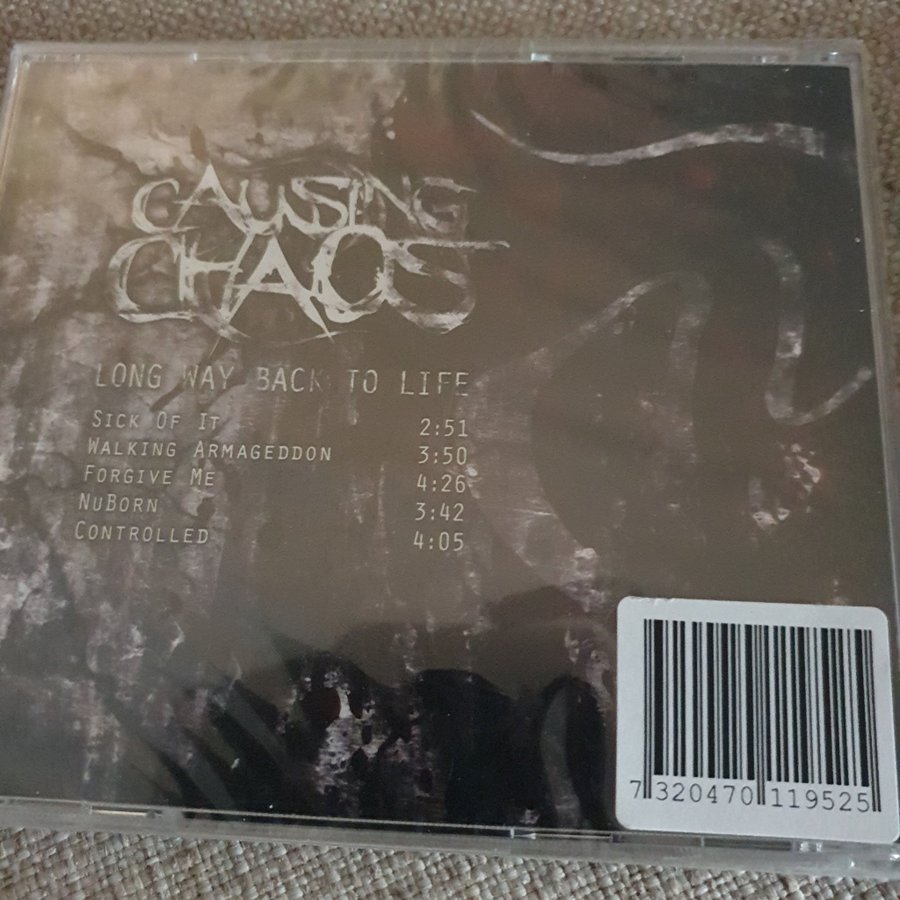 CAUSING
CHAOS
LONG WAY BACK TO LIFE
SICK OF IT 2:51
WALKING ARMAGEDDON 3:50
FORGIVE ME 4:26
NUBORN 3:42
CONTROLLED 4:05
7 320470 119525